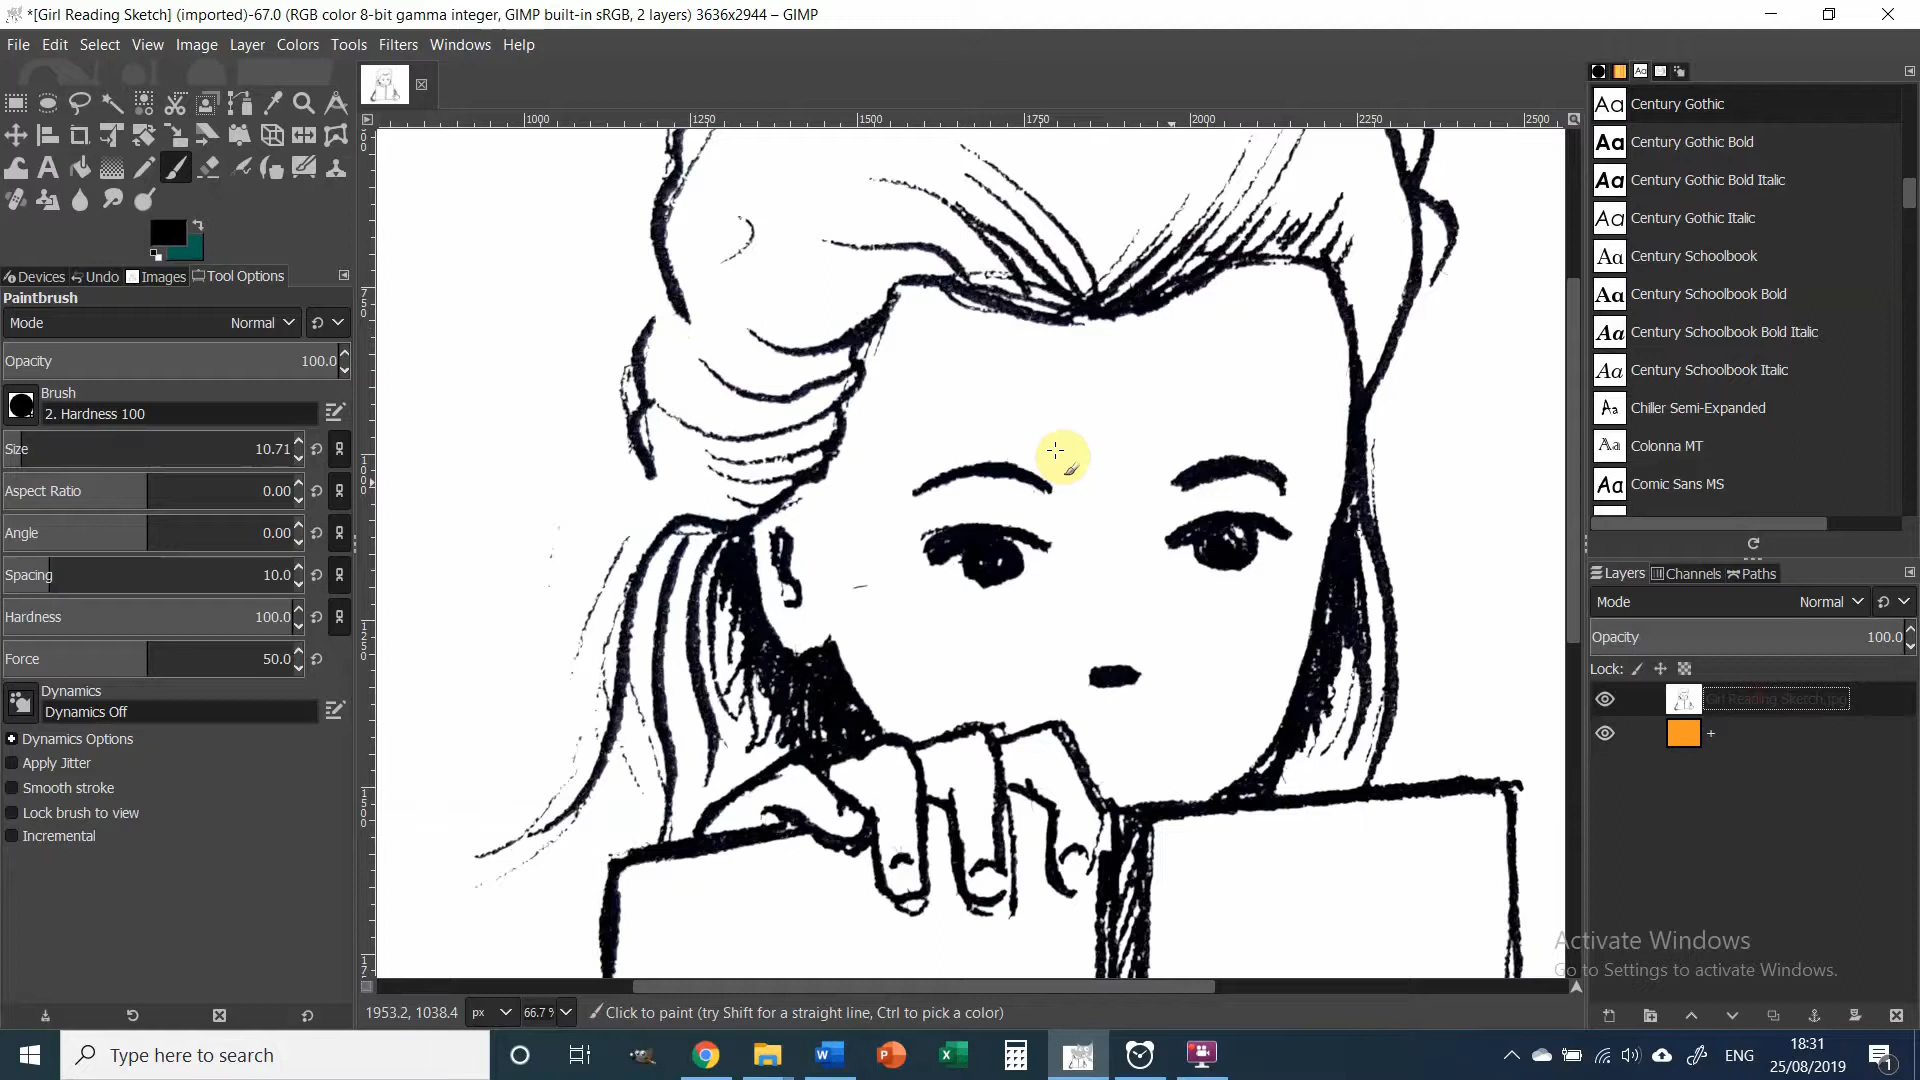 *[Girl Reading Sketch] (imported)-67.0 (RGB color 8-bit gamma integer, GIMP built-in sRGB, 2 layers) 3636x2944 – GIMP
File Edit Select View Image Layer Colors Tools Filters Windows Help
1000 1250 1500 1750 2000 2250 2500
Devices Undo Images Tool Options
Paintbrush
Mode Normal
Opacity 100.0
Brush
2. Hardness 100
Size 10.71
Aspect Ratio 0.00
Angle 0.00
Spacing 10.0
Hardness 100.0
Force 50.0
Dynamics
Dynamics Off
Dynamics Options
Apply Jitter
Smooth stroke
Lock brush to view
Incremental
Aa Century Gothic
Aa Century Gothic Bold
Aa Century Gothic Bold Italic
Aa Century Gothic Italic
Aa Century Schoolbook
Aa Century Schoolbook Bold
Aa Century Schoolbook Bold Italic
Aa Century Schoolbook Italic
Aa Chiller Semi-Expanded
Aa Colonna MT
Aa Comic Sans MS
Layers Channels Paths
Mode Normal
Opacity 100.0
Lock:
Girl Reading Sketch.jpg
+
Activate Windows
Go to Settings to activate Windows.
1953.2, 1038.4 px 66.7 % Click to paint (try Shift for a straight line, Ctrl to pick a color)
Type here to search
ENG
18:31
25/08/2019
1